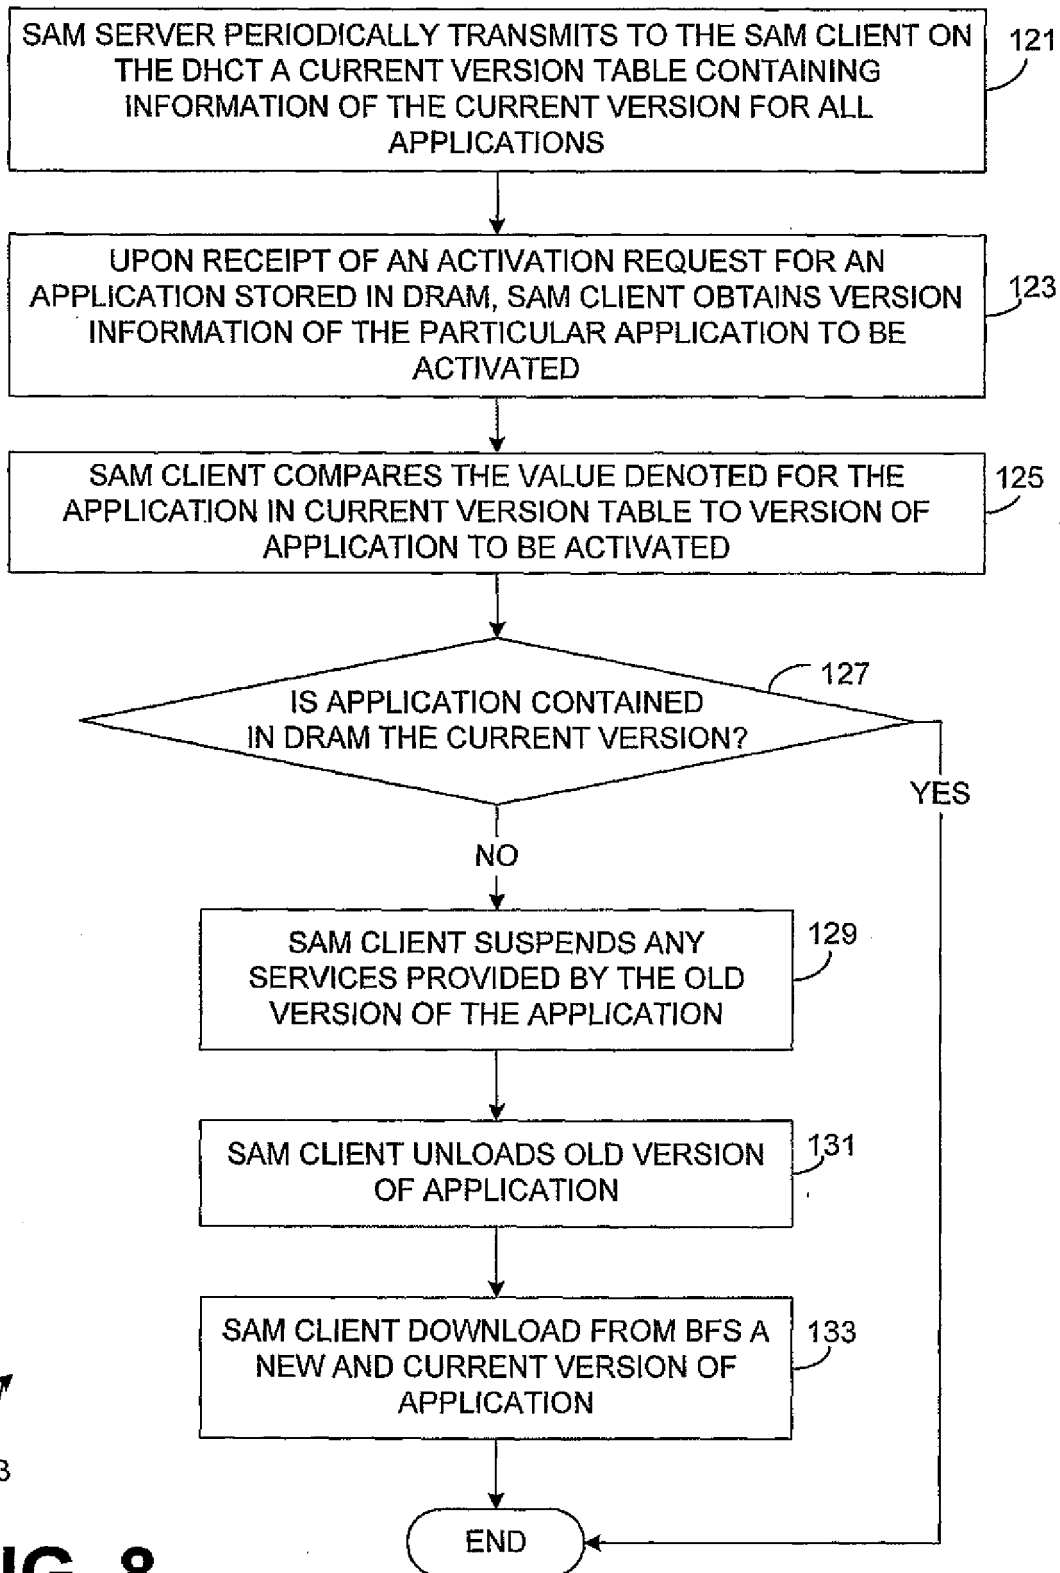 SAM SERVER PERIODICALLY TRANSMITS TO THE SAM CLIENT ON
THE DHCT A CURRENT VERSION TABLE CONTAINING
INFORMATION OF THE CURRENT VERSION FOR ALL
APPLICATIONS
121
UPON RECEIPT OF AN ACTIVATION REQUEST FOR AN
APPLICATION STORED IN DRAM, SAM CLIENT OBTAINS VERSION
INFORMATION OF THE PARTICULAR APPLICATION TO BE
ACTIVATED
123
SAM CLIENT COMPARES THE VALUE DENOTED FOR THE
APPLICATION IN CURRENT VERSION TABLE TO VERSION OF
APPLICATION TO BE ACTIVATED
125
IS APPLICATION CONTAINED
IN DRAM THE CURRENT VERSION?
127
YES
NO
SAM CLIENT SUSPENDS ANY
SERVICES PROVIDED BY THE OLD
VERSION OF THE APPLICATION
129
SAM CLIENT UNLOADS OLD VERSION
OF APPLICATION
131
SAM CLIENT DOWNLOAD FROM BFS A
NEW AND CURRENT VERSION OF
APPLICATION
133
END
8